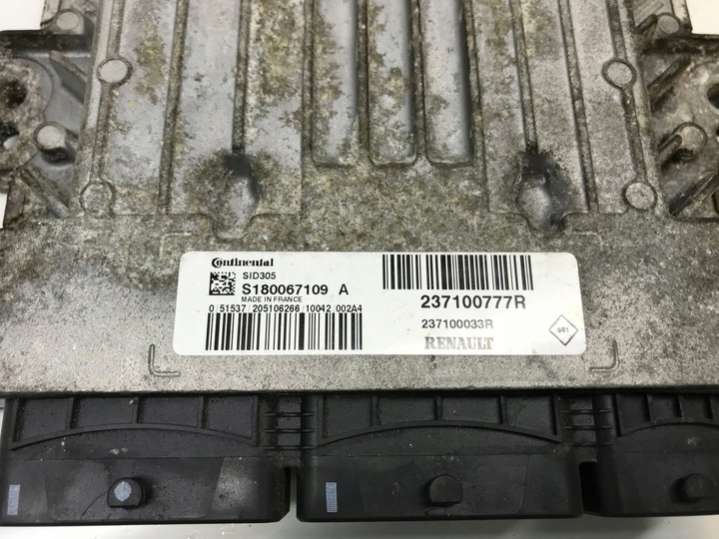 Continental
SID305
S180067109 A
MADE IN FRANCE
0 51537 205106266 10042 002A4
237100777R
237100033R
RENAULT